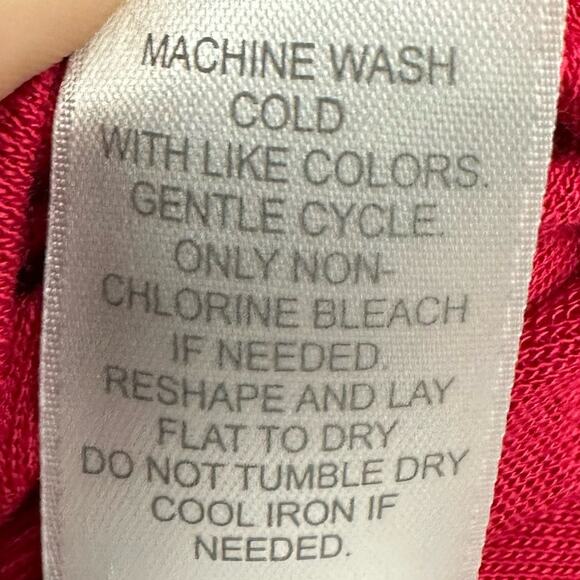 MACHINE WASH
COLD
WITH LIKE COLORS.
GENTLE CYCLE.
ONLY NON-
CHLORINE BLEACH
IF NEEDED.
RESHAPE AND LAY
FLAT TO DRY
DO NOT TUMBLE DRY
COOL IRON IF
NEEDED.